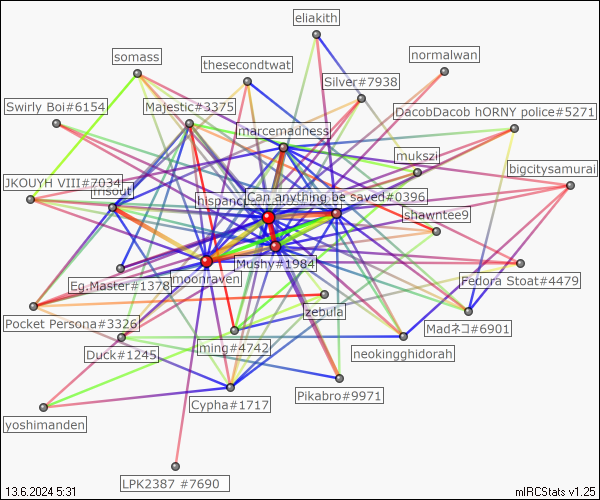 eliakith
somass
normalwan
thesecondtwat
Silver#7938
Swirly Boi#6154
Majestic#3375
DacobDacob hORNY police#5271
marcemadness
mukszi
bigcitysamurai
JKOUYH VIII#7034
hispanic
Can anything be saved#0396
shawntee9
Mushy#1984
moonraven
Eg.Master#1378
Fedora Stoat#4479
zebula
Pocket Persona#3326
Madネコ#6901
ming#4742
Duck#1245
neokingghidorah
Pikabro#9971
Cypha#1717
yoshimanden
LPK2387 #7690
13.6.2024 5:31
mIRCStats v1.25